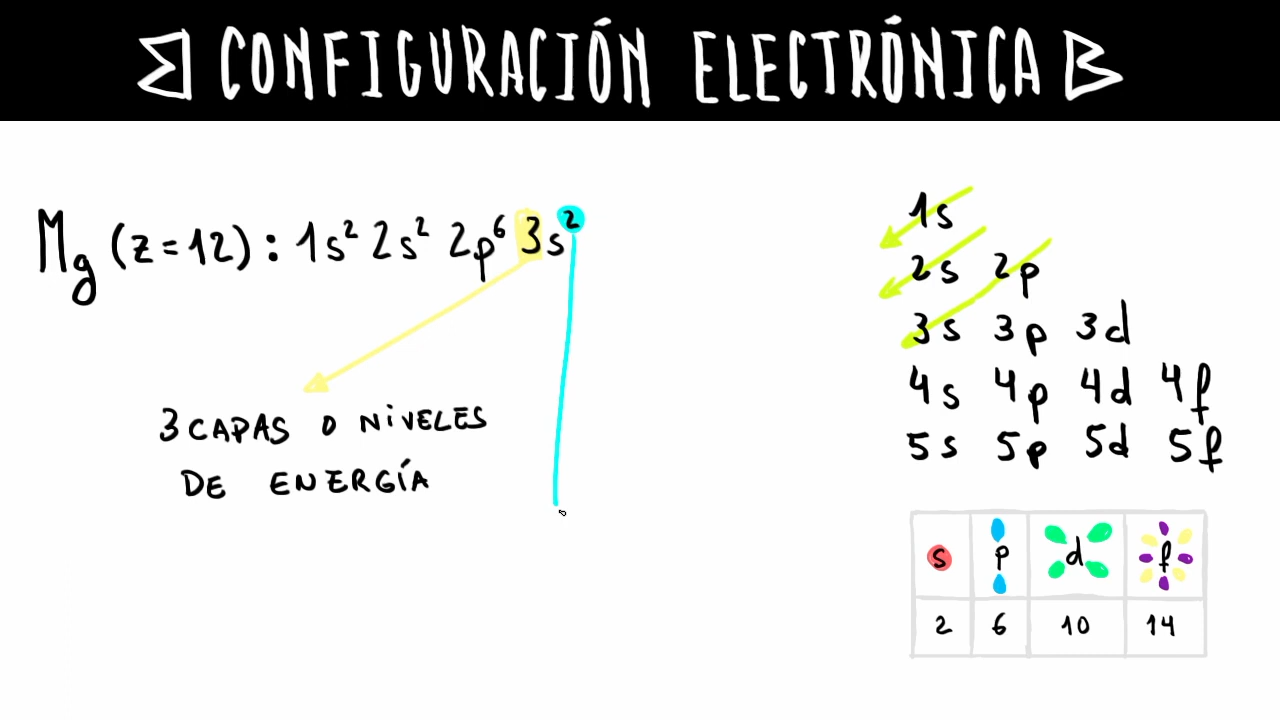 CONFIGURACIÓN ELECTRÓNICA
Mg (z=12): 1s² 2s² 2p⁶ 3s²
3 CAPAS O NIVELES
DE ENERGÍA
1s
2s 2p
3s 3p 3d
4s 4p 4d 4f
5s 5p 5d 5f
s p d f
2 6 10 14